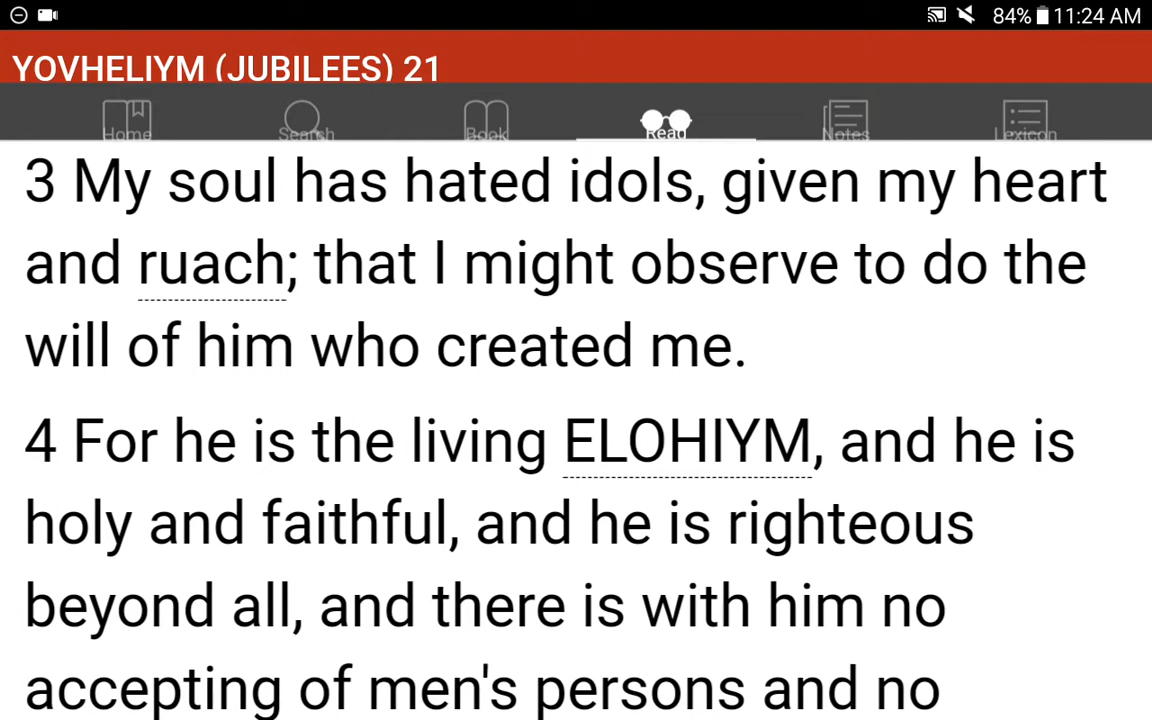 84% 11:24 AM
YOVHELIYM (JUBILEES) 21
Home Search Book Read Notes Lexicon
3 My soul has hated idols, given my heart
and ruach; that I might observe to do the
will of him who created me.
4 For he is the living ELOHIYM, and he is
holy and faithful, and he is righteous
beyond all, and there is with him no
accepting of men's persons and no